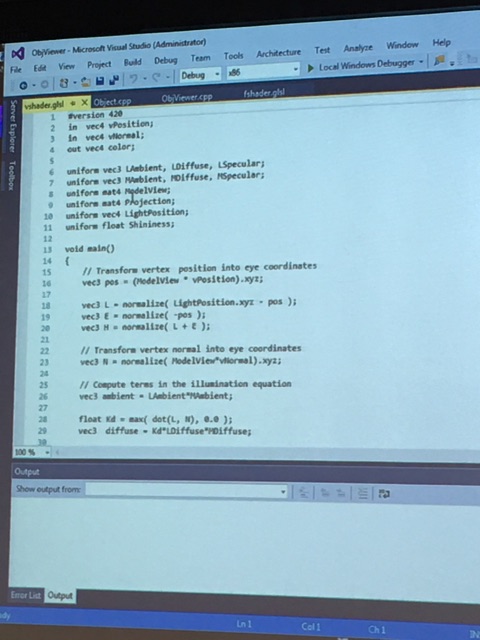 ObjViewer - Microsoft Visual Studio (Administrator)
File Edit View Project Build Debug Team Tools Architecture Test Analyze Window Help
Debug x86 Local Windows Debugger
Server Explorer
Toolbox
vshader.glsl Object.cpp ObjViewer.cpp fshader.glsl
1 #version 420
2 in vec4 vPosition;
3 in vec4 vNormal;
4 out vec4 color;
5
6 uniform vec3 LAmbient, LDiffuse, LSpecular;
7 uniform vec3 MAmbient, MDiffuse, MSpecular;
8 uniform mat4 ModelView;
9 uniform mat4 Projection;
10 uniform vec4 LightPosition;
11 uniform float Shininess;
12
13 void main()
14 {
15 // Transform vertex position into eye coordinates
16 vec3 pos = (ModelView * vPosition).xyz;
17
18 vec3 L = normalize( LightPosition.xyz - pos );
19 vec3 E = normalize( -pos );
20 vec3 H = normalize( L + E );
21
22 // Transform vertex normal into eye coordinates
23 vec3 N = normalize( ModelView*vNormal).xyz;
24
25 // Compute terms in the illumination equation
26 vec3 ambient = LAmbient*MAmbient;
27
28 float Kd = max( dot(L, N), 0.0 );
29 vec3 diffuse = Kd*LDiffuse*MDiffuse;
30
100 %
Output
Show output from:
Error List Output
Ln 1 Col 1 Ch 1 IN